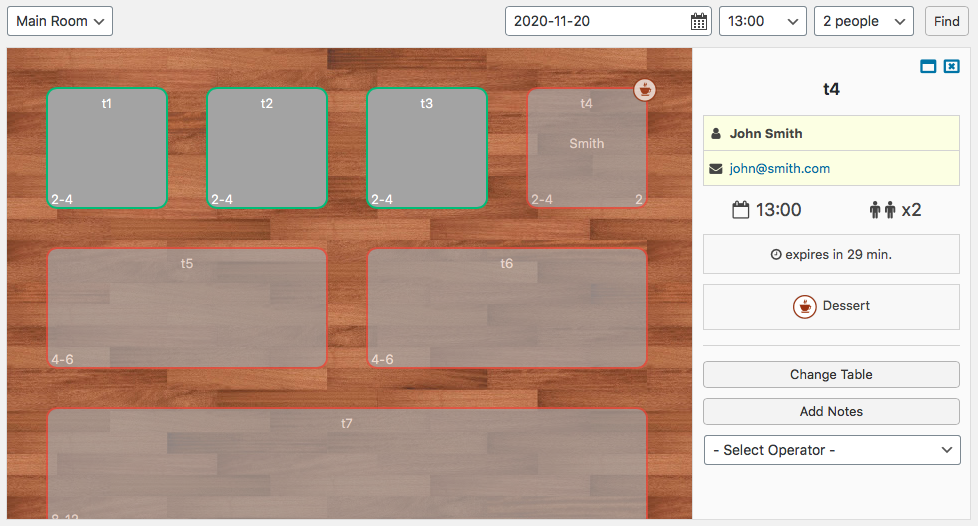 Main Room
2020-11-20
13:00
2 people
Find
t1
2-4
t2
2-4
t3
2-4
t4
Smith
2-4
2
t5
4-6
t6
4-6
t7
8-12
t4
John Smith
john@smith.com
13:00
x2
expires in 29 min.
Dessert
Change Table
Add Notes
- Select Operator -